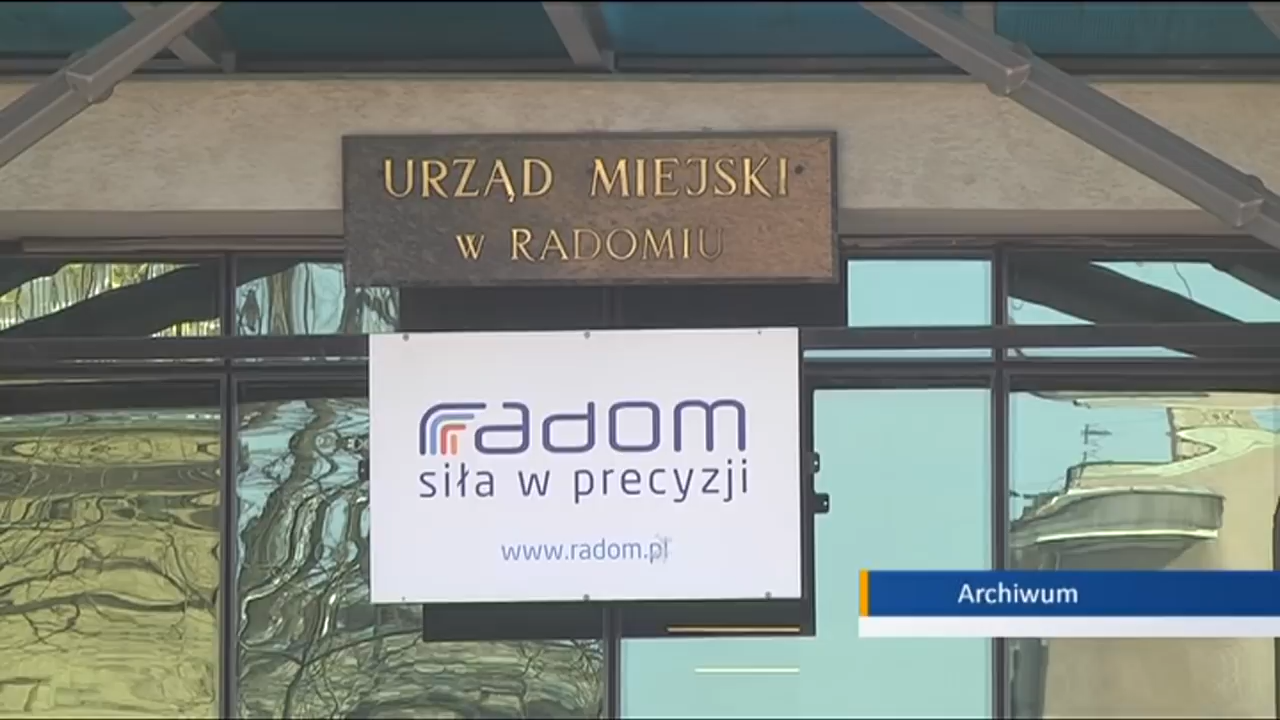 URZĄD MIEJSKI
w RADOMIU
radom
siła w precyzji
www.radom.pl
Archiwum